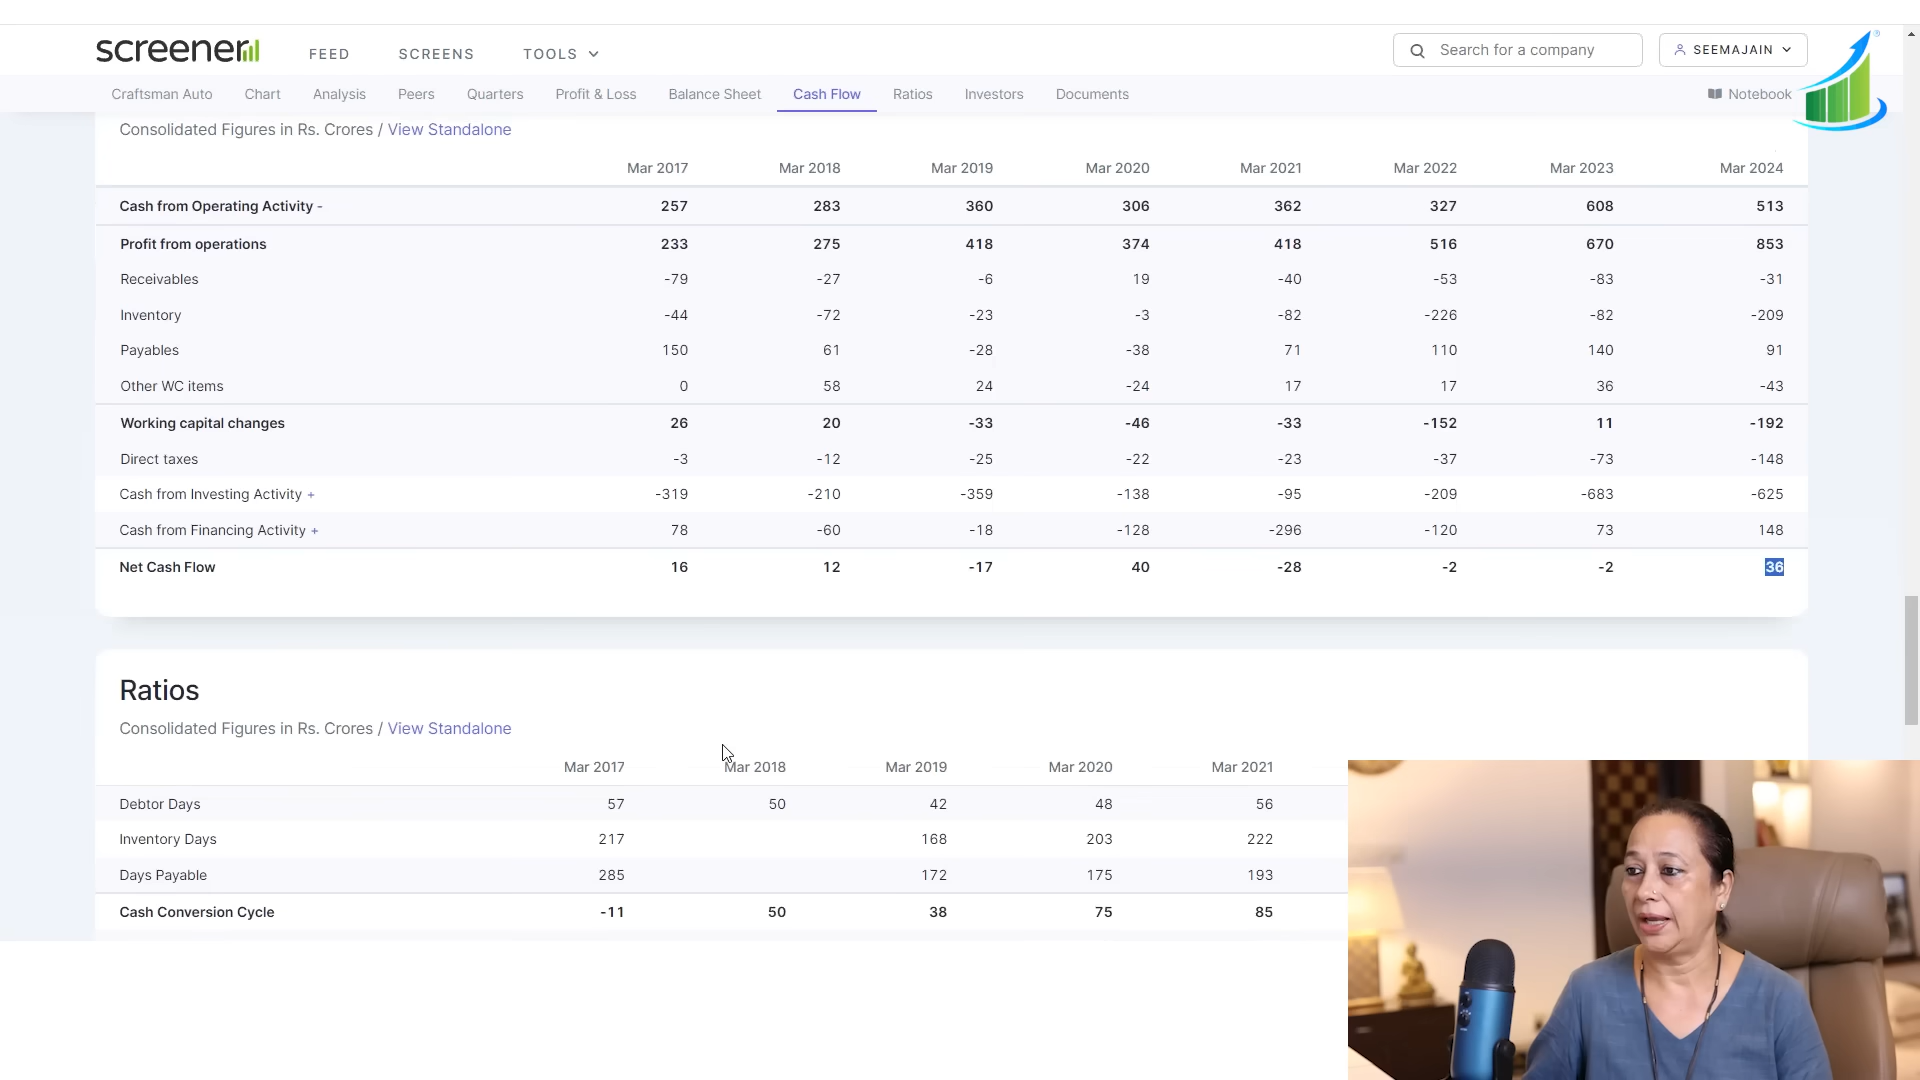 screener
FEED SCREENS TOOLS
Search for a company
SEEMAJAIN
Craftsman Auto Chart Analysis Peers Quarters Profit & Loss Balance Sheet Cash Flow Ratios Investors Documents Notebook
Consolidated Figures in Rs. Crores / View Standalone
Mar 2017 Mar 2018 Mar 2019 Mar 2020 Mar 2021 Mar 2022 Mar 2023 Mar 2024
Cash from Operating Activity - 257 283 360 306 362 327 608 513
Profit from operations 233 275 418 374 418 516 670 853
Receivables -79 -27 -6 19 -40 -53 -83 -31
Inventory -44 -72 -23 -3 -82 -226 -82 -209
Payables 150 61 -28 -38 71 110 140 91
Other WC items 0 58 24 -24 17 17 36 -43
Working capital changes 26 20 -33 -46 -33 -152 11 -192
Direct taxes -3 -12 -25 -22 -23 -37 -73 -148
Cash from Investing Activity + -319 -210 -359 -138 -95 -209 -683 -625
Cash from Financing Activity + 78 -60 -18 -128 -296 -120 73 148
Net Cash Flow 16 12 -17 40 -28 -2 -2 36
Ratios
Consolidated Figures in Rs. Crores / View Standalone
Mar 2017 Mar 2018 Mar 2019 Mar 2020 Mar 2021
Debtor Days 57 50 42 48 56
Inventory Days 217 168 203 222
Days Payable 285 172 175 193
Cash Conversion Cycle -11 50 38 75 85